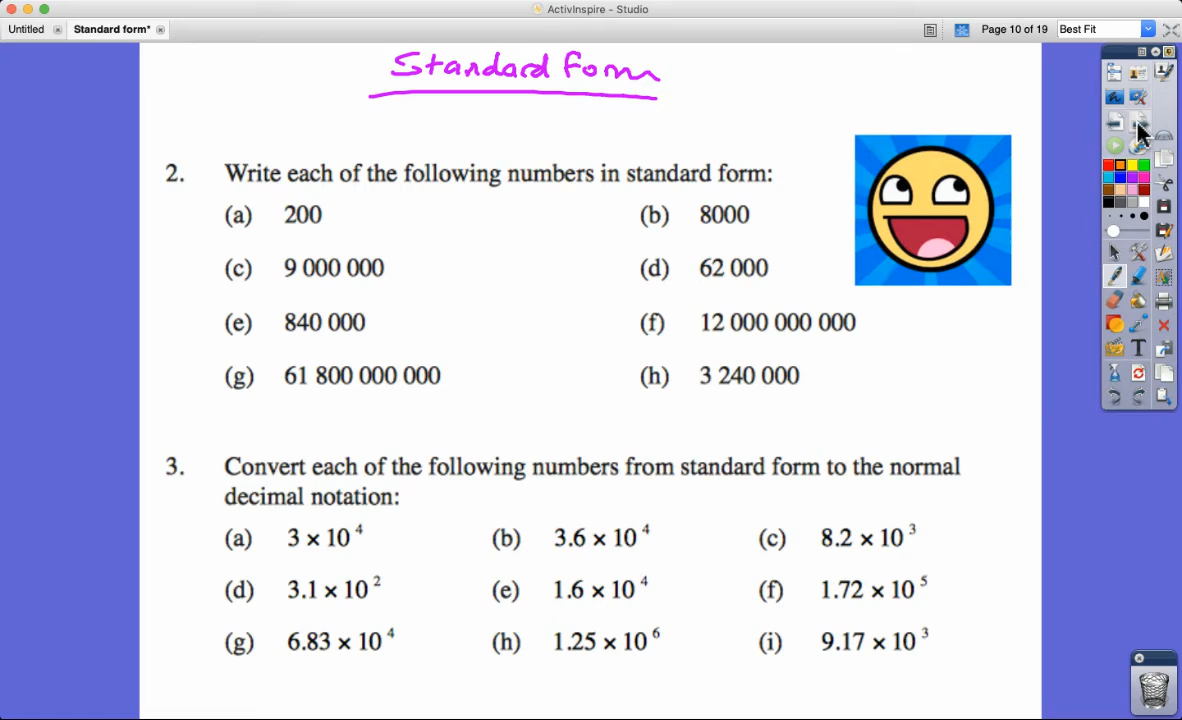 ActivInspire - Studio
Untitled Standard form* Page 10 of 19 Best Fit
Standard form
2. Write each of the following numbers in standard form:
(a) 200 (b) 8000
(c) 9 000 000 (d) 62 000
(e) 840 000 (f) 12 000 000 000
(g) 61 800 000 000 (h) 3 240 000
3. Convert each of the following numbers from standard form to the normal
decimal notation:
(a) 3 × 10⁴ (b) 3.6 × 10⁴ (c) 8.2 × 10³
(d) 3.1 × 10² (e) 1.6 × 10⁴ (f) 1.72 × 10⁵
(g) 6.83 × 10⁴ (h) 1.25 × 10⁶ (i) 9.17 × 10³